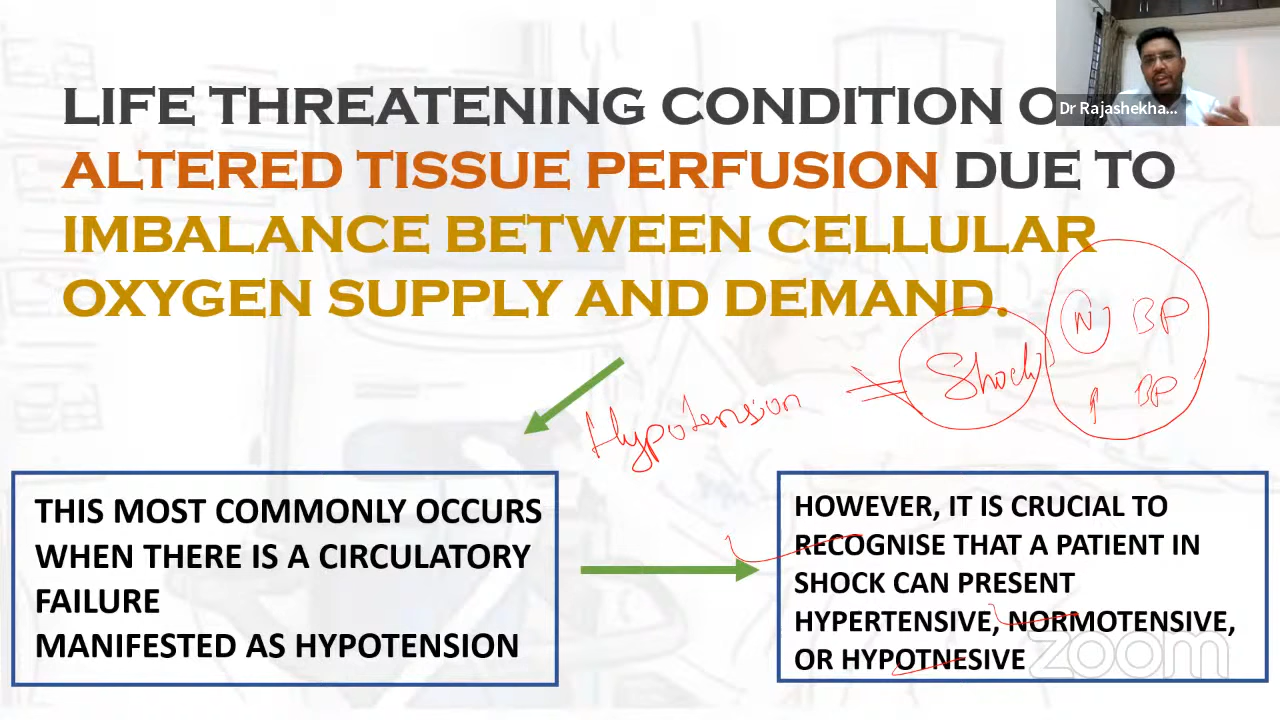 LIFE THREATENING CONDITION O
Dr Rajashekha...
ALTERED TISSUE PERFUSION DUE TO
IMBALANCE BETWEEN CELLULAR
OXYGEN SUPPLY AND DEMAND.
Hypotension ≠ Shock
N BP
↑ BP
THIS MOST COMMONLY OCCURS
WHEN THERE IS A CIRCULATORY
FAILURE
MANIFESTED AS HYPOTENSION
HOWEVER, IT IS CRUCIAL TO
RECOGNISE THAT A PATIENT IN
SHOCK CAN PRESENT
HYPERTENSIVE, NORMOTENSIVE,
OR HYPOTNESIVE
zoom